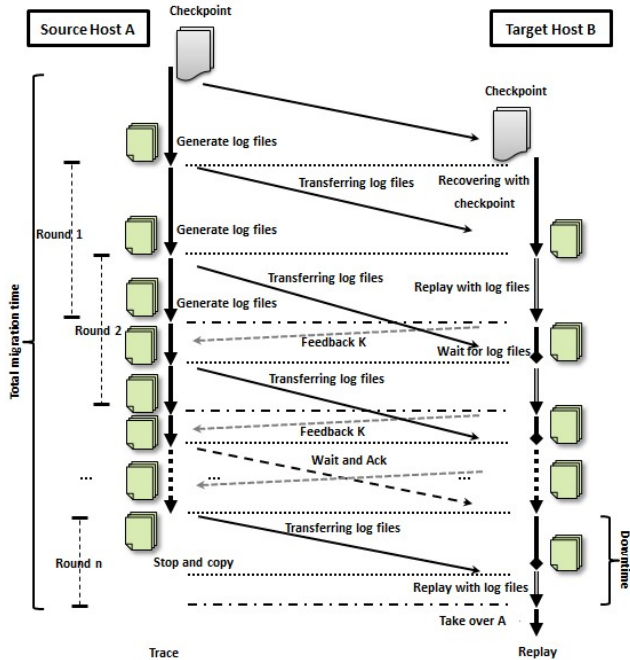 Checkpoint
Source Host A
Target Host B
Checkpoint
Generate log files
Transferring log files
Recovering with
checkpoint
Round 1
Generate log files
Transferring log files
Replay with log files
Generate log files
Round 2
Feedback K
Wait for log files
Total migration time
Transferring log files
Feedback K
Wait and Ack
...
...
...
Transferring log files
Downtime
Round n
Stop and copy
Replay with log files
Take over A
Trace
Replay